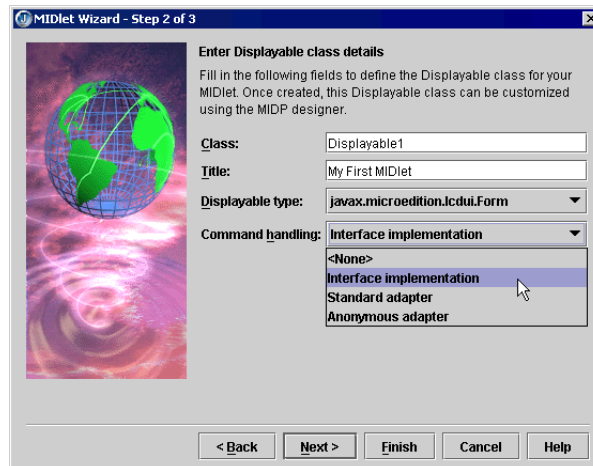 MIDlet Wizard - Step 2 of 3
Enter Displayable class details
Fill in the following fields to define the Displayable class for your
MIDlet. Once created, this Displayable class can be customized
using the MIDP designer.
Class: Displayable1
Title: My First MIDlet
Displayable type: javax.microedition.lcdui.Form
Command handling: Interface implementation
<None>
Interface implementation
Standard adapter
Anonymous adapter
< Back Next > Finish Cancel Help